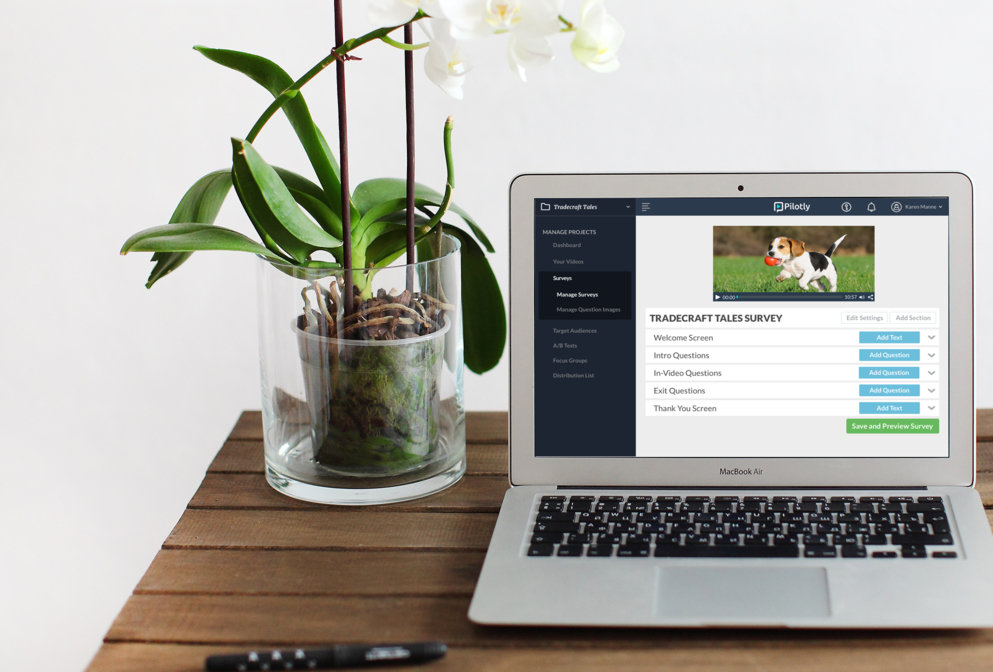 Tradecraft Tales
Pilotly
Karen Manne
MANAGE PROJECTS
Dashboard
Your Videos
Surveys
Manage Surveys
Manage Question Images
Target Audiences
A/B Tests
Focus Groups
Distribution List
00:00
10:57
TRADECRAFT TALES SURVEY
Edit Settings
Add Section
Welcome Screen
Add Text
Intro Questions
Add Question
In-Video Questions
Add Question
Exit Questions
Add Question
Thank You Screen
Add Text
Save and Preview Survey
MacBook Air